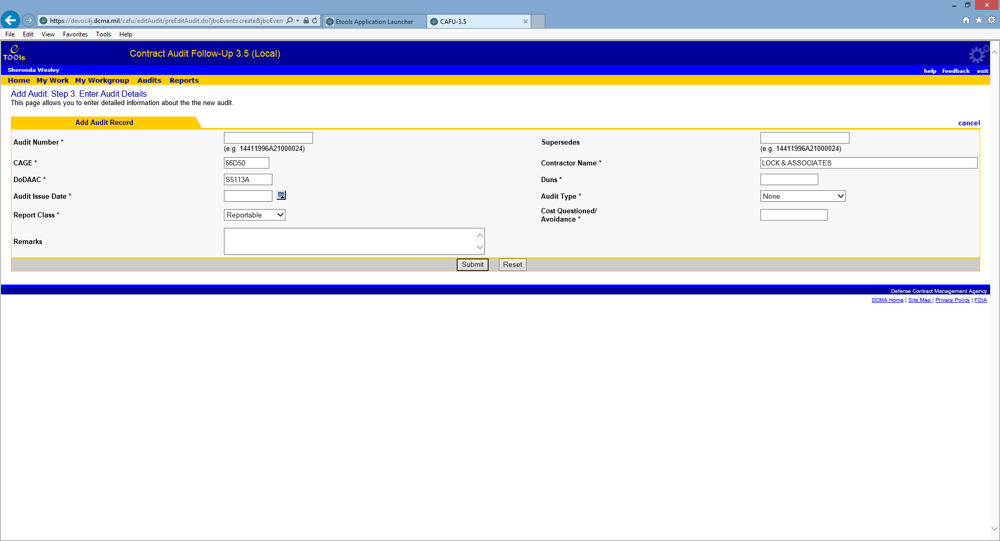 https://devoc4j.dcma.mil/cafu/editAudit/preEditAudit.do?jboEvent=create&jboEven
Etools Application Launcher
CAFU-3.5
File Edit View Favorites Tools Help
e TOOls
Contract Audit Follow-Up 3.5 (Local)
Sheronda Wesley
help feedback exit
Home My Work My Workgroup Audits Reports
Add Audit: Step 3. Enter Audit Details
This page allows you to enter detailed information about the the new audit.
Add Audit Record
cancel
Audit Number *
(e.g. 14411996A21000024)
Supersedes
(e.g. 14411996A21000024)
CAGE * 66D50
Contractor Name * LOCK & ASSOCIATES
DoDAAC * S5113A
Duns *
Audit Issue Date *
Audit Type * None
Report Class * Reportable
Cost Questioned/
Avoidance *
Remarks
Submit Reset
Defense Contract Management Agency
DCMA Home | Site Map | Privacy Policy | FOIA